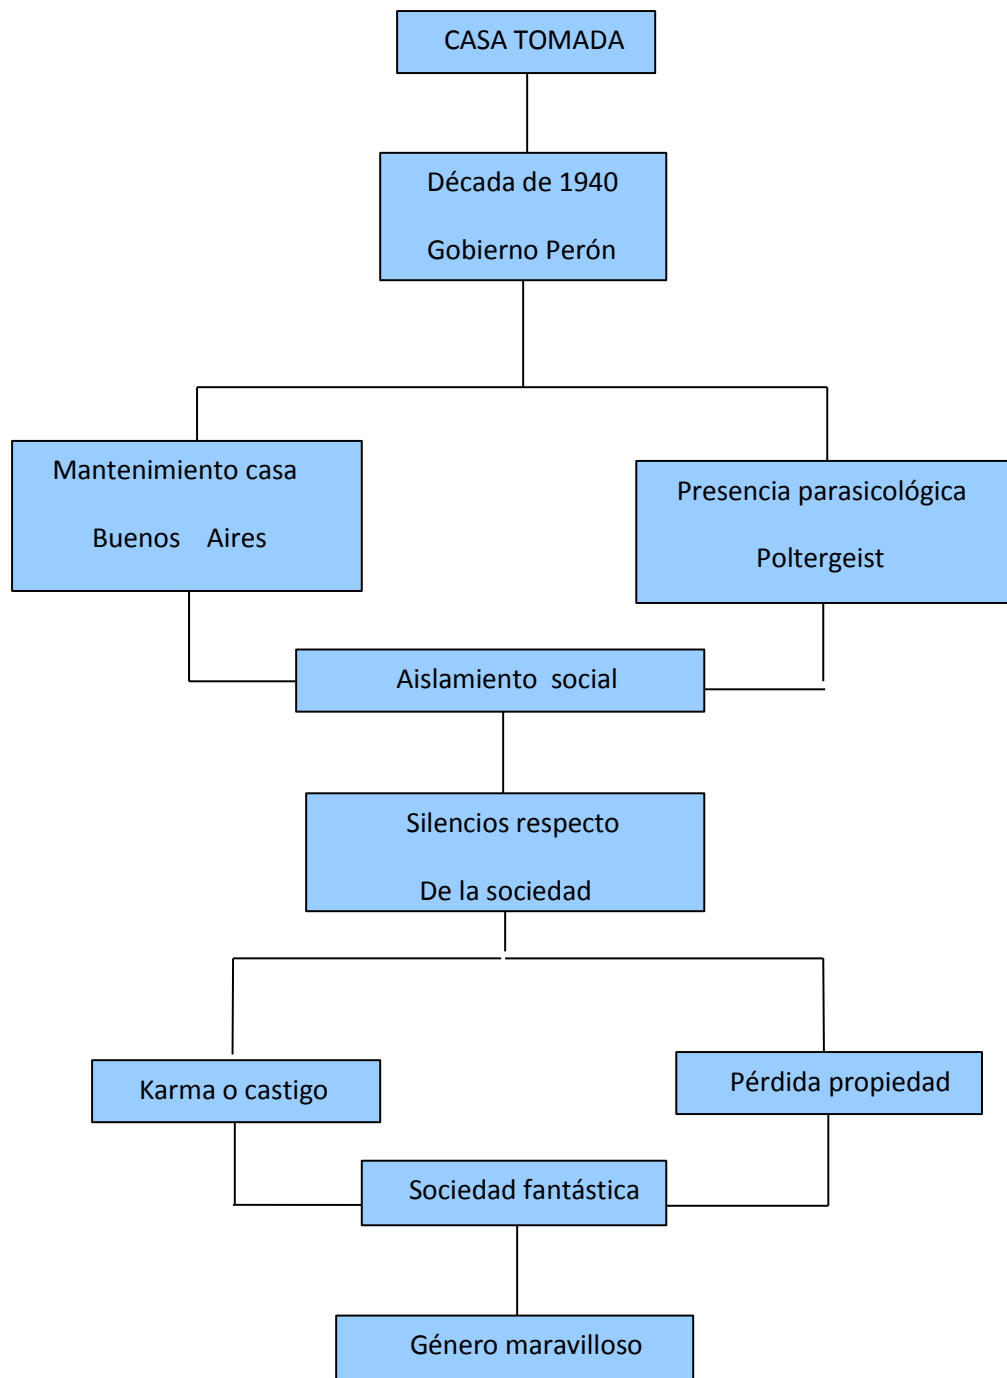 CASA TOMADA
Década de 1940
Gobierno Perón
Mantenimiento casa
Buenos Aires
Presencia parasicológica
Poltergeist
Aislamiento social
Silencios respecto
De la sociedad
Karma o castigo
Pérdida propiedad
Sociedad fantástica
Género maravilloso